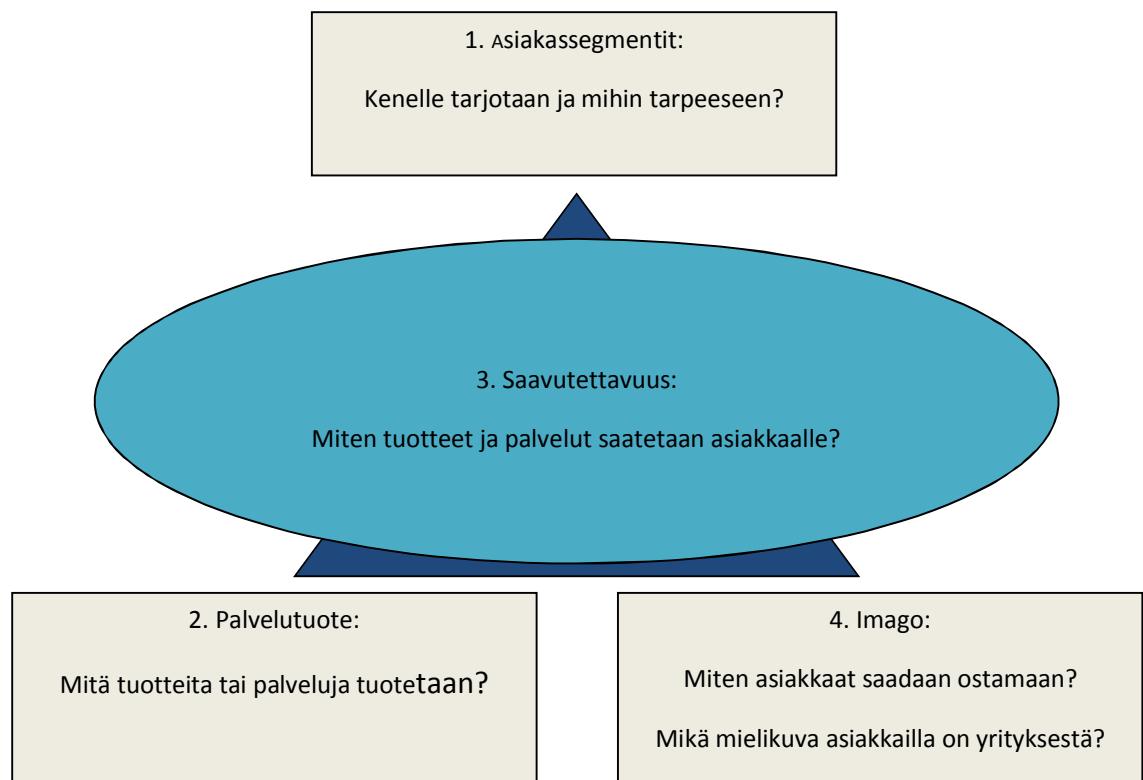 1. Asiakassegmentit:
Kenelle tarjotaan ja mihin tarpeeseen?
3. Saavutettavuus:
Miten tuotteet ja palvelut saatetaan asiakkaalle?
2. Palvelutuote:
Mitä tuotteita tai palveluja tuotetaan?
4. Imago:
Miten asiakkaat saadaan ostamaan?
Mikä mielikuva asiakkailla on yrityksestä?